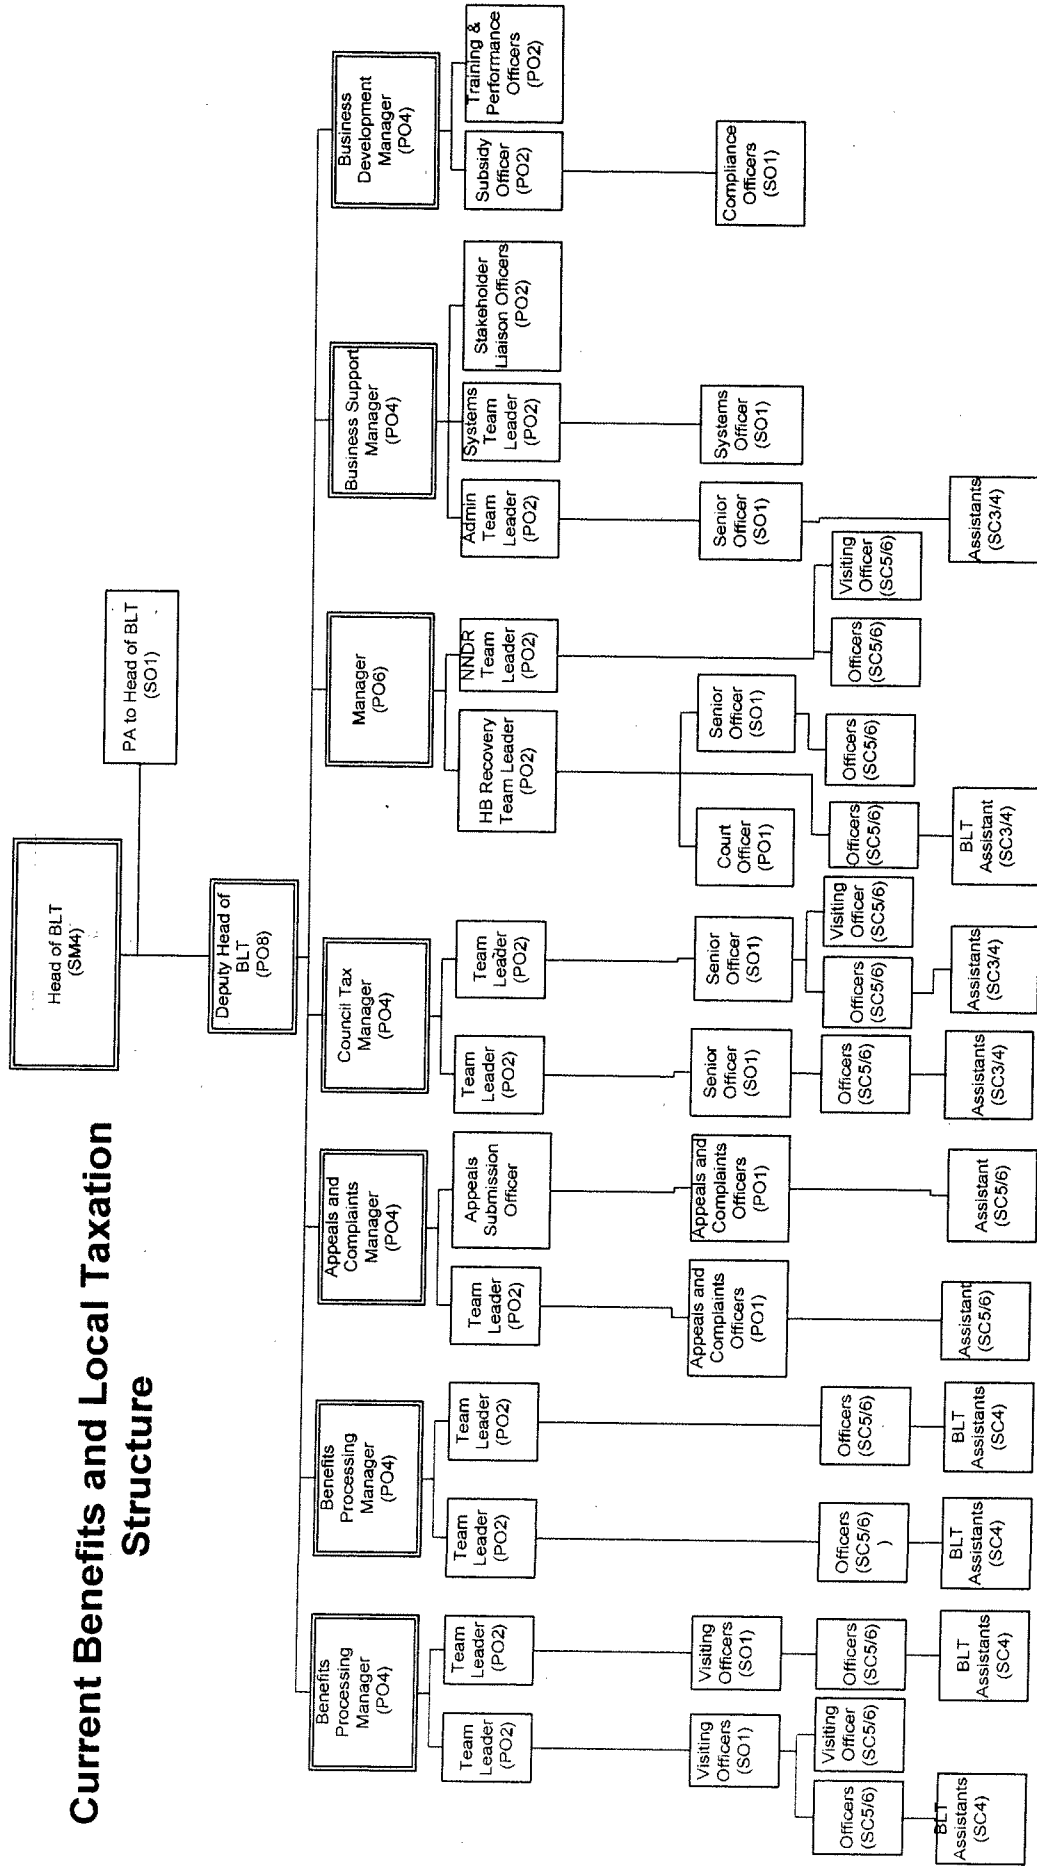 Current Benefits and Local Taxation
Structure
Head of BLT
(SM4)
PA to Head of BLT
(SO1)
Deputy Head of
BLT
(PO8)
Benefits
Processing
Manager
(PO4)
Benefits
Processing
Manager
(PO4)
Appeals and
Complaints
Manager
(PO4)
Council Tax
Manager
(PO4)
Manager
(PO6)
Business Support
Manager
(PO4)
Business
Development
Manager
(PO4)
Team
Leader
(PO2)
Team
Leader
(PO2)
Team
Leader
(PO2)
Team
Leader
(PO2)
Team
Leader
(PO2)
Appeals
Submission
Officer
Team
Leader
(PO2)
Team
Leader
(PO2)
HB Recovery
Team Leader
(PO2)
NNDR
Team
Leader
(PO2)
Admin
Team
Leader
(PO2)
Systems
Team
Leader
(PO2)
Stakeholder
Liaison Officers
(PO2)
Subsidy
Officer
(PO2)
Training &
Performance
Officers
(PO2)
Visiting
Officers
(SO1)
Visiting
Officers
(SO1)
Appeals and
Complaints
Officers
(PO1)
Appeals and
Complaints
Officers
(PO1)
Senior
Officer
(SO1)
Senior
Officer
(SO1)
Court
Officer
(PO1)
Senior
Officer
(SO1)
Senior
Officer
(SO1)
Systems
Officer
(SO1)
Compliance
Officers
(SO1)
Officers
(SC5/6)
Visiting
Officer
(SC5/6)
Officers
(SC5/6)
Officers
(SC5/6)
)
Officers
(SC5/6)
Officers
(SC5/6)
Officers
(SC5/6)
Visiting
Officer
(SC5/6)
Officers
(SC5/6)
Officers
(SC5/6)
Officers
(SC5/6)
Visiting
Officer
(SC5/6)
BLT
Assistants
(SC4)
BLT
Assistants
(SC4)
BLT
Assistants
(SC4)
BLT
Assistants
(SC4)
Assistant
(SC5/6)
Assistant
(SC5/6)
Assistants
(SC3/4)
Assistants
(SC3/4)
BLT
Assistant
(SC3/4)
Assistants
(SC3/4)